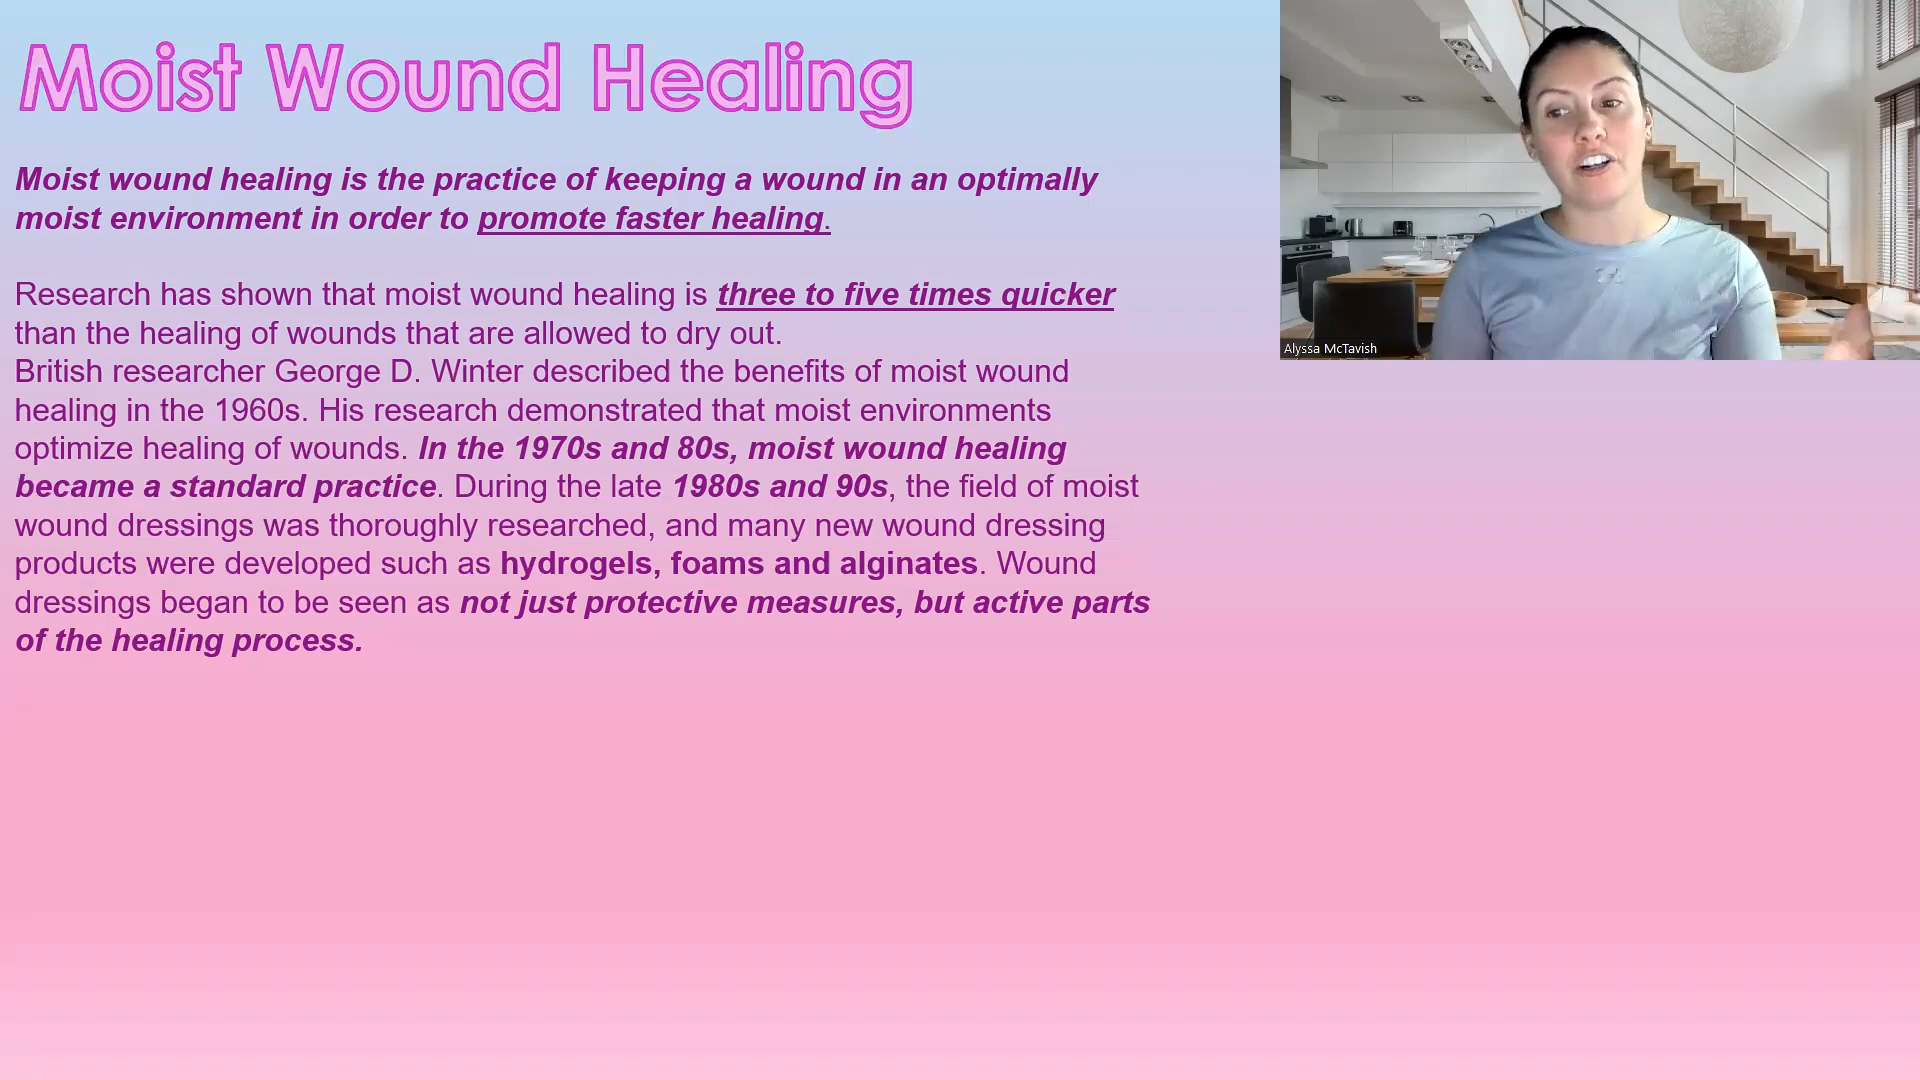 Moist Wound Healing
Moist wound healing is the practice of keeping a wound in an optimally
moist environment in order to promote faster healing.
Research has shown that moist wound healing is three to five times quicker
than the healing of wounds that are allowed to dry out.
British researcher George D. Winter described the benefits of moist wound
healing in the 1960s. His research demonstrated that moist environments
optimize healing of wounds. In the 1970s and 80s, moist wound healing
became a standard practice. During the late 1980s and 90s, the field of moist
wound dressings was thoroughly researched, and many new wound dressing
products were developed such as hydrogels, foams and alginates. Wound
dressings began to be seen as not just protective measures, but active parts
of the healing process.
Alyssa McTavish